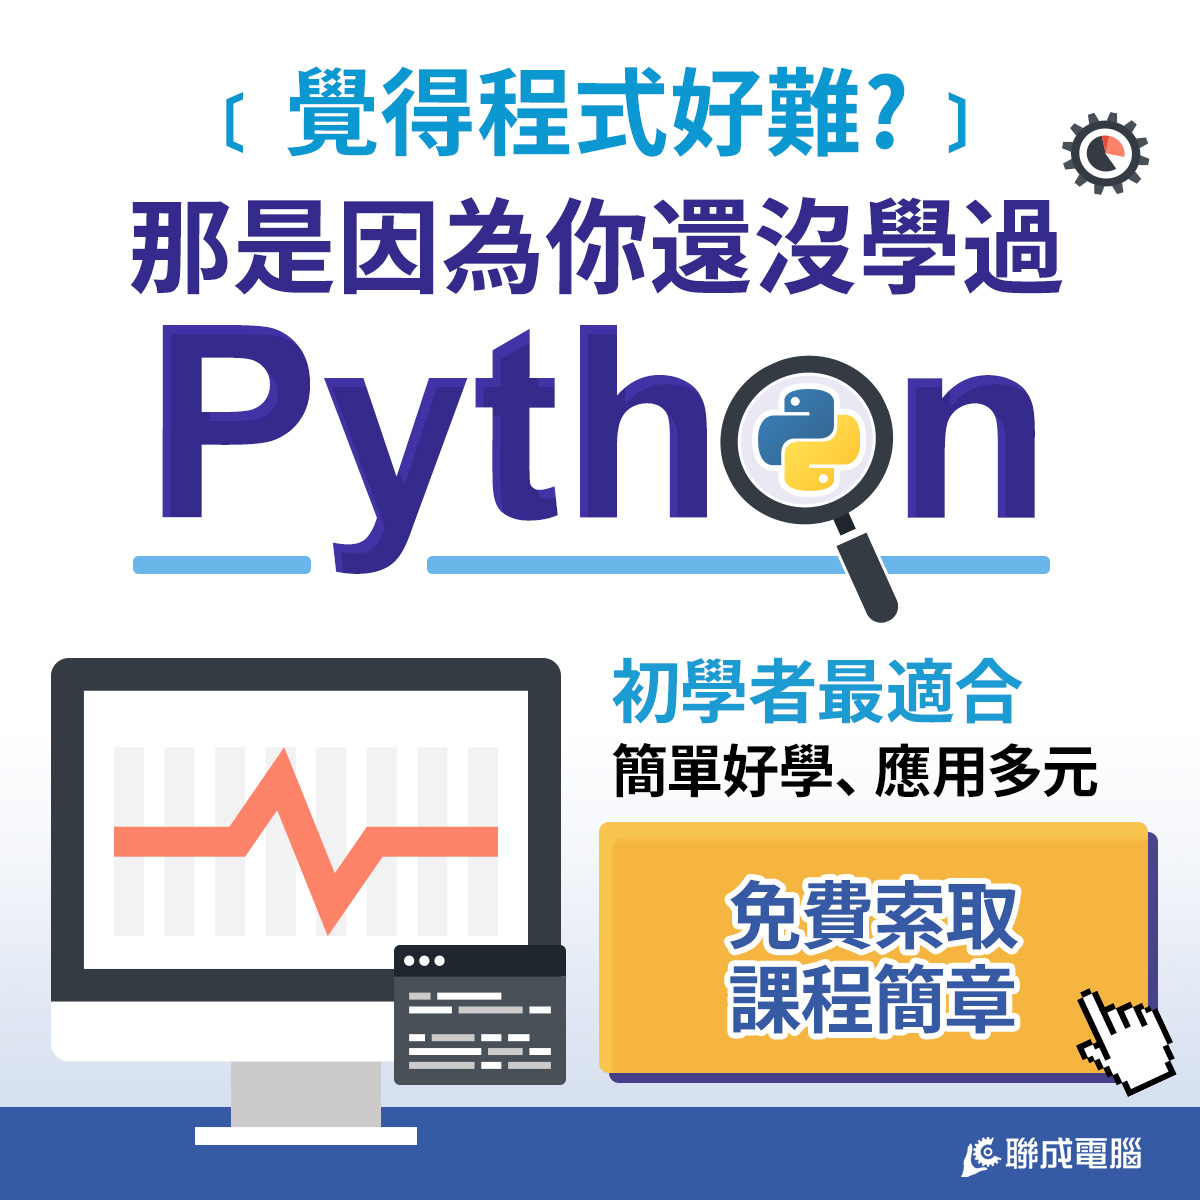 ﹝覺得程式好難?﹞
那是因為你還沒學過
Python
初學者最適合
簡單好學、應用多元
免費索取
課程簡章
聯成電腦